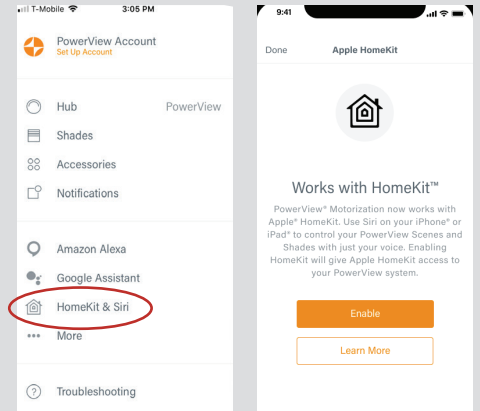 T-Mobile 3:05 PM
PowerView Account
Set Up Account
Hub PowerView
Shades
Accessories
Notifications
Amazon Alexa
Google Assistant
HomeKit & Siri
More
Troubleshooting
9:41
Done Apple HomeKit
Works with HomeKit™
PowerView® Motorization now works with
Apple® HomeKit. Use Siri on your iPhone® or
iPad® to control your PowerView Scenes and
Shades with just your voice. Enabling
HomeKit will give Apple HomeKit access to
your PowerView system.
Enable
Learn More